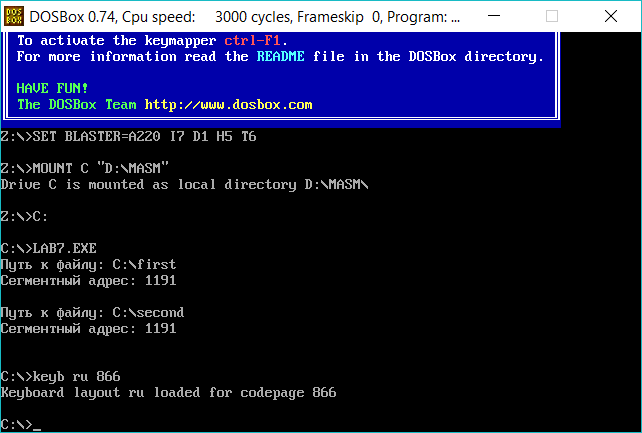 DOS BOX
DOSBox 0.74, Cpu speed: 3000 cycles, Frameskip 0, Program: ...
To activate the keymapper ctrl-F1.
For more information read the README file in the DOSBox directory.
HAVE FUN!
The DOSBox Team http://www.dosbox.com
Z:\>SET BLASTER=A220 I7 D1 H5 T6
Z:\>MOUNT C "D:\MASM"
Drive C is mounted as local directory D:\MASM\
Z:\>C:
C:\>LAB7.EXE
Путь к файлу: C:\first
Сегментный адрес: 1191
Путь к файлу: C:\second
Сегментный адрес: 1191
C:\>keyb ru 866
Keyboard layout ru loaded for codepage 866
C:\>_